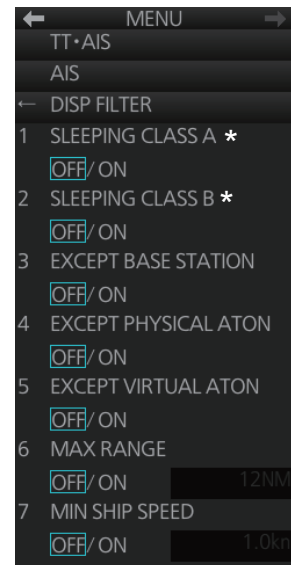 ← MENU →
TT•AIS
AIS
← DISP FILTER
1 SLEEPING CLASS A *
OFF/ ON
2 SLEEPING CLASS B *
OFF/ ON
3 EXCEPT BASE STATION
OFF/ ON
4 EXCEPT PHYSICAL ATON
OFF/ ON
5 EXCEPT VIRTUAL ATON
OFF/ ON
6 MAX RANGE
OFF/ ON 12NM
7 MIN SHIP SPEED
OFF/ ON 1.0kn